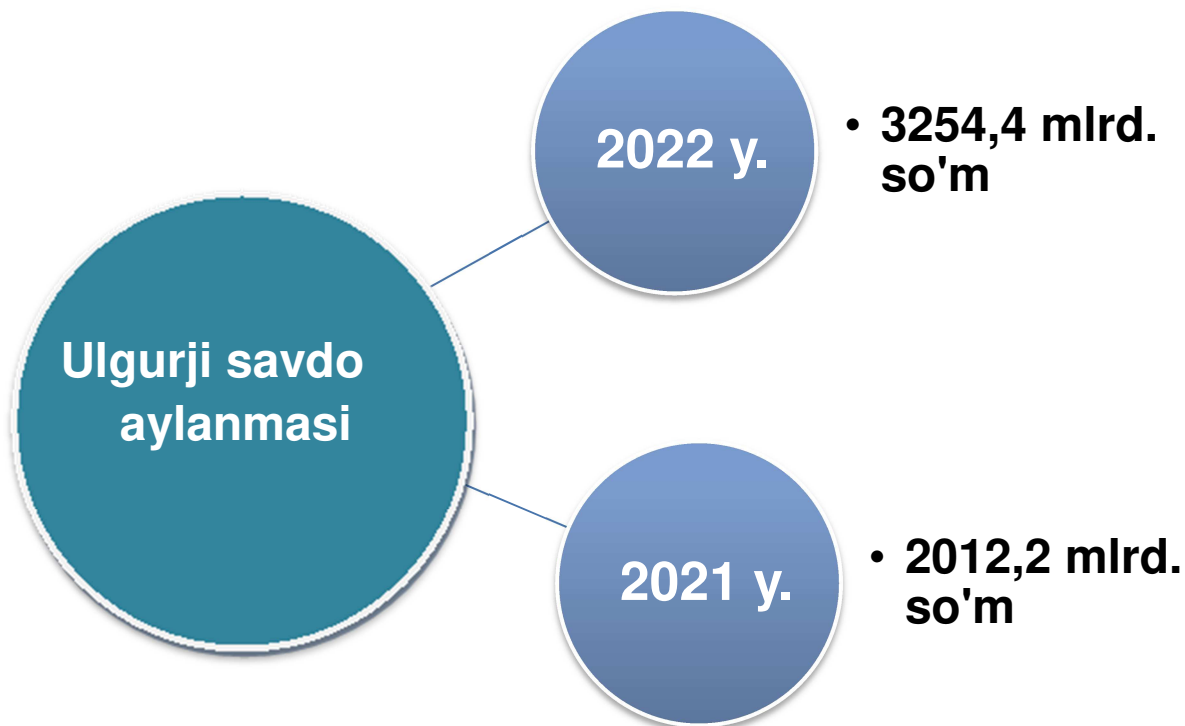 Ulgurji savdo
aylanmasi
2022 y.
• 3254,4 mlrd.
so'm
2021 y.
• 2012,2 mlrd.
so'm